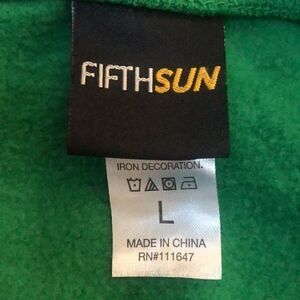 FIFTHSUN
IRON DECORATION.
L
MADE IN CHINA
RN#111647